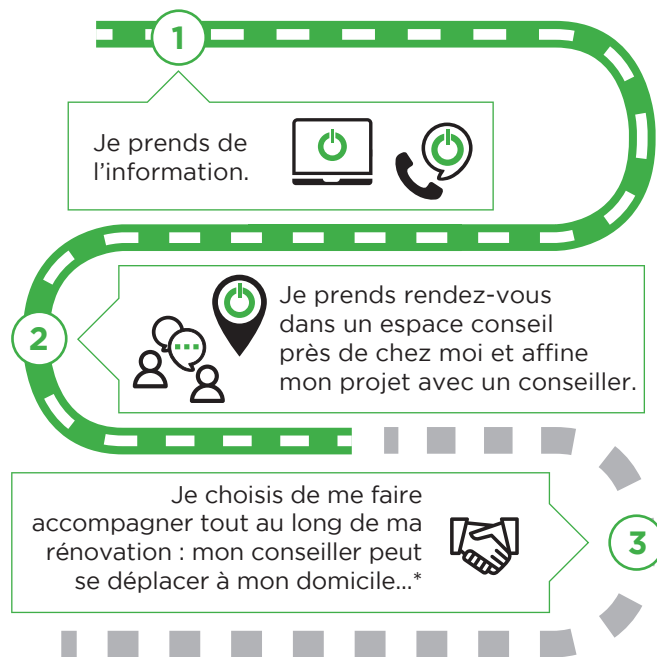 1
Je prends de
l'information.
2
Je prends rendez-vous
dans un espace conseil
près de chez moi et affine
mon projet avec un conseiller.
Je choisis de me faire
accompagner tout au long de ma
rénovation : mon conseiller peut
se déplacer à mon domicile...*
3